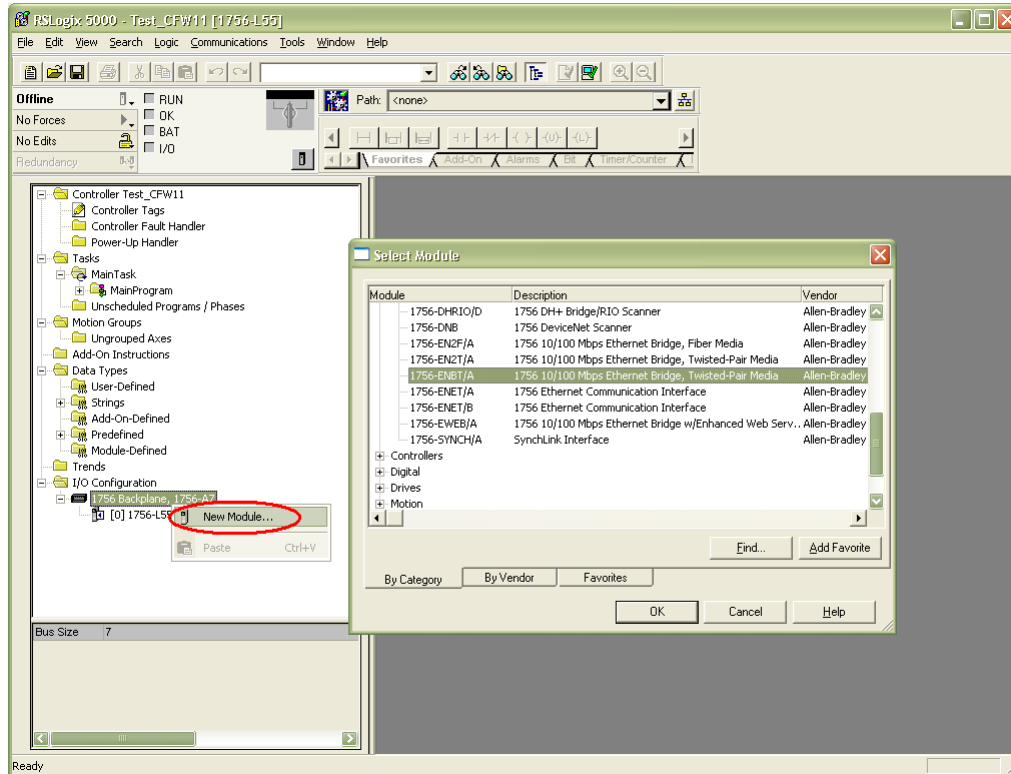 RSLogix 5000 - Test_CFW11 [1756-L55]
File Edit View Search Logic Communications Tools Window Help
Offline
RUN
Path: <none>
No Forces
OK
No Edits
BAT
I/O
Redundancy
Favorites Add-On Alarms Bit Timer/Counter
Controller Test_CFW11
Controller Tags
Controller Fault Handler
Power-Up Handler
Tasks
MainTask
MainProgram
Unscheduled Programs / Phases
Motion Groups
Ungrouped Axes
Add-On Instructions
Data Types
User-Defined
Strings
Add-On-Defined
Predefined
Module-Defined
Trends
I/O Configuration
1756 Backplane, 1756-A7
[0] 1756-L55
New Module...
Paste Ctrl+V
Bus Size 7
Select Module
Module Description Vendor
1756-DHRIO/D 1756 DH+ Bridge/RIO Scanner Allen-Bradley
1756-DNB 1756 DeviceNet Scanner Allen-Bradley
1756-EN2F/A 1756 10/100 Mbps Ethernet Bridge, Fiber Media Allen-Bradley
1756-EN2T/A 1756 10/100 Mbps Ethernet Bridge, Twisted-Pair Media Allen-Bradley
1756-ENBT/A 1756 10/100 Mbps Ethernet Bridge, Twisted-Pair Media Allen-Bradley
1756-ENET/A 1756 Ethernet Communication Interface Allen-Bradley
1756-ENET/B 1756 Ethernet Communication Interface Allen-Bradley
1756-EWEB/A 1756 10/100 Mbps Ethernet Bridge w/Enhanced Web Serv.. Allen-Bradley
1756-SYNCH/A SynchLink Interface Allen-Bradley
Controllers
Digital
Drives
Motion
Find... Add Favorite
By Category By Vendor Favorites
OK Cancel Help
Ready